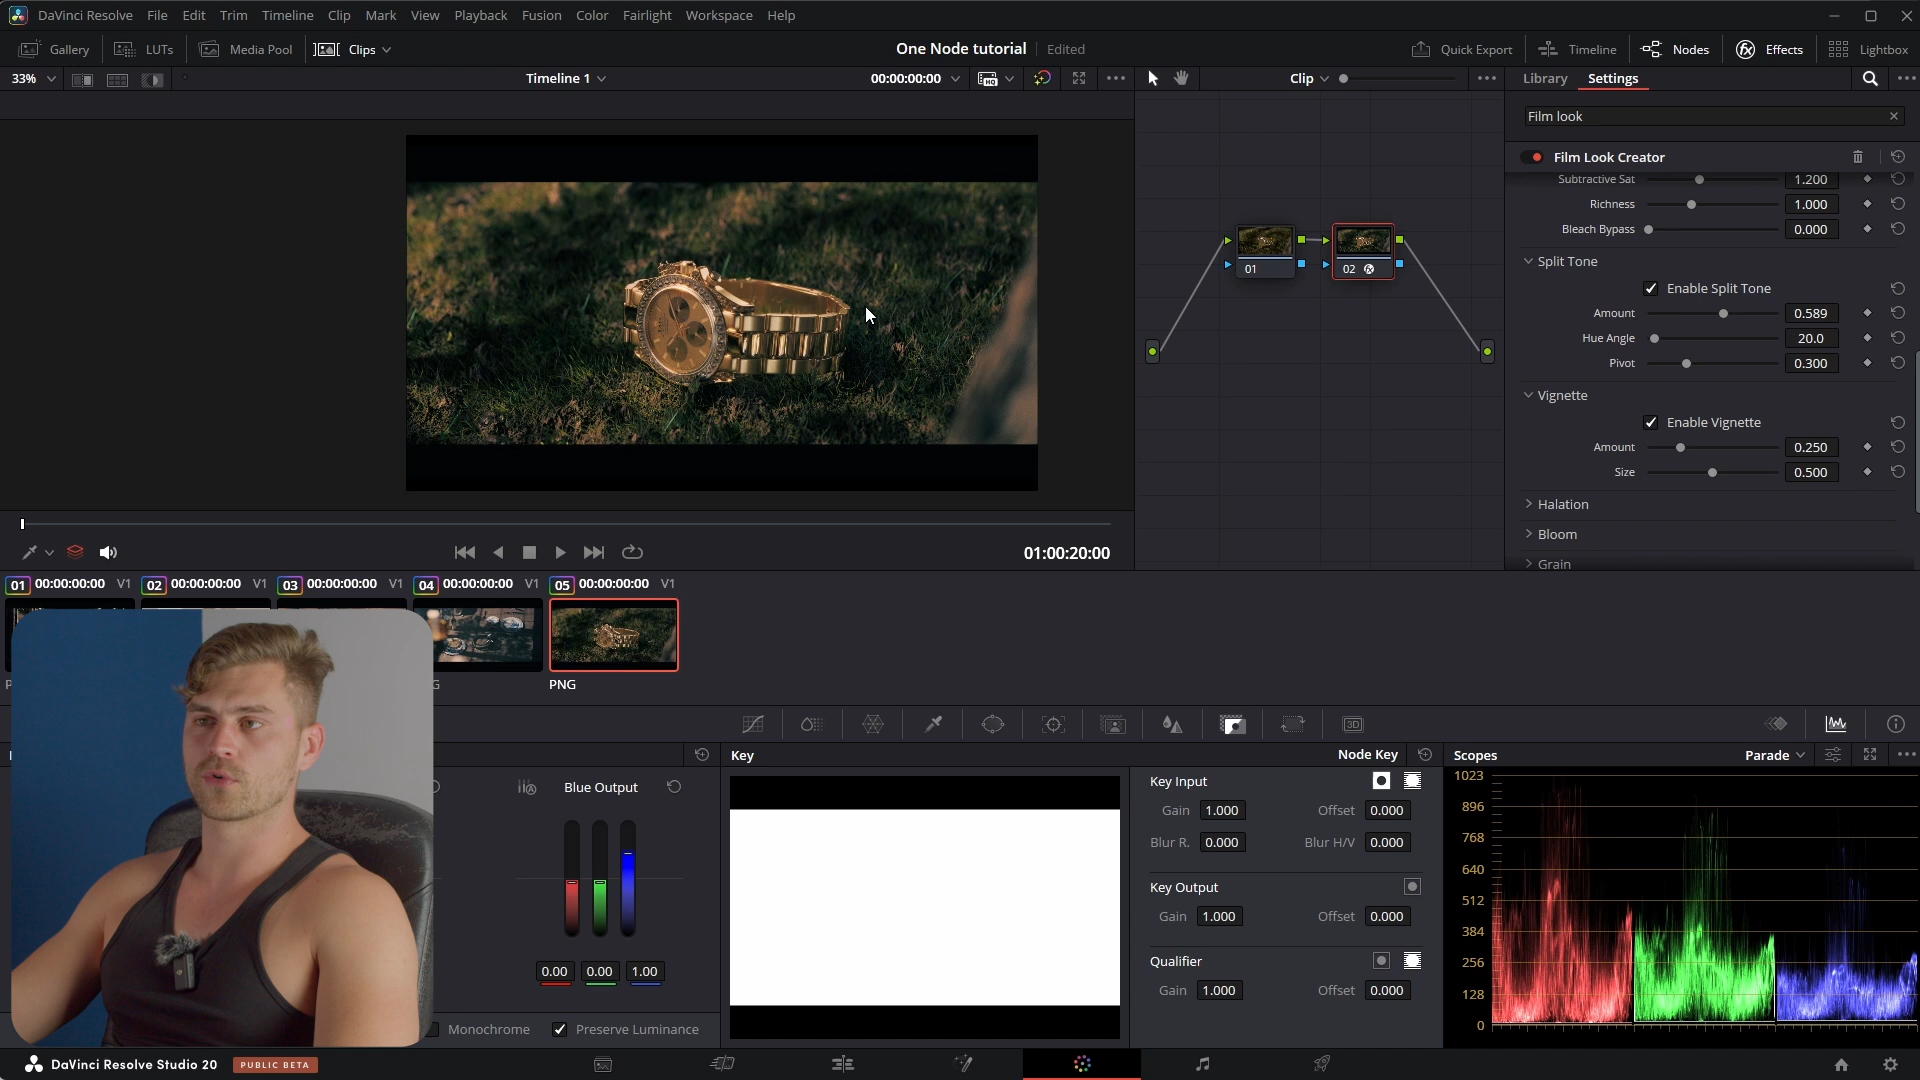 DaVinci Resolve File Edit Trim Timeline Clip Mark View Playback Fusion Color Fairlight Workspace Help
Gallery LUTs Media Pool Clips One Node tutorial Edited Quick Export Timeline Nodes Effects Lightbox
33% Timeline 1 00:00:00:00 Clip Library Settings
Film look
Film Look Creator
Subtractive Sat 1.200
Richness 1.000
Bleach Bypass 0.000
Split Tone
Enable Split Tone
Amount 0.589
Hue Angle 20.0
Pivot 0.300
Vignette
Enable Vignette
Amount 0.250
Size 0.500
Halation
Bloom
Grain
01 02
01:00:20:00
01 00:00:00:00 V1 02 00:00:00:00 V1 03 00:00:00:00 V1 04 00:00:00:00 V1 05 00:00:00:00 V1
PNG
Key Node Key Scopes Parade
Blue Output
0.00 0.00 1.00
Monochrome Preserve Luminance
Key Input
Gain 1.000 Offset 0.000
Blur R. 0.000 Blur H/V 0.000
Key Output
Gain 1.000 Offset 0.000
Qualifier
Gain 1.000 Offset 0.000
1023
896
768
640
512
384
256
128
0
DaVinci Resolve Studio 20 PUBLIC BETA